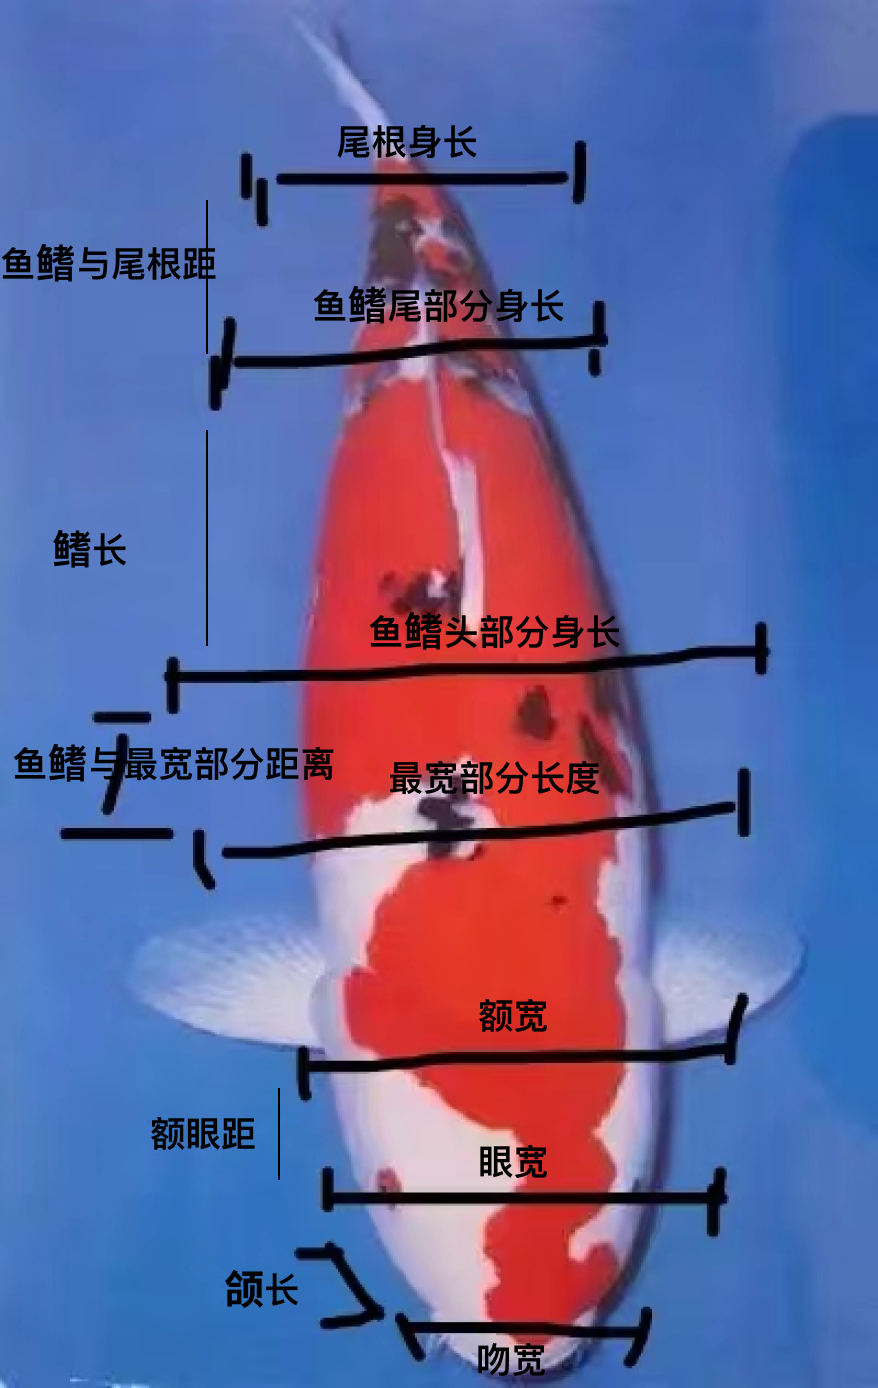 尾根身长
鱼鳍与尾根距
鱼鳍尾部分身长
鳍长
鱼鳍头部分身长
鱼鳍与最宽部分距离
最宽部分长度
额宽
额眼距
眼宽
颌长
吻宽